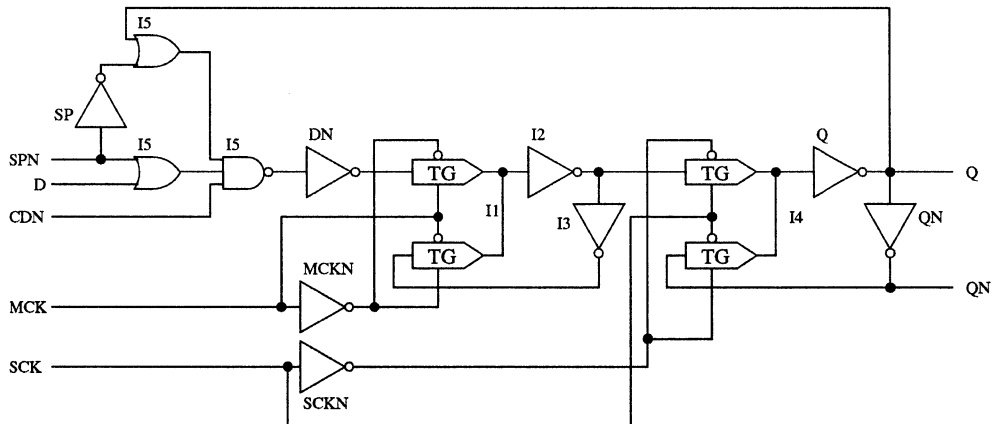 I5
SP
I5
I5
DN
I2
Q
SPN
D
TG
TG
Q
CDN
I1
I3
I4
QN
TG
TG
MCKN
MCK
QN
SCK
SCKN